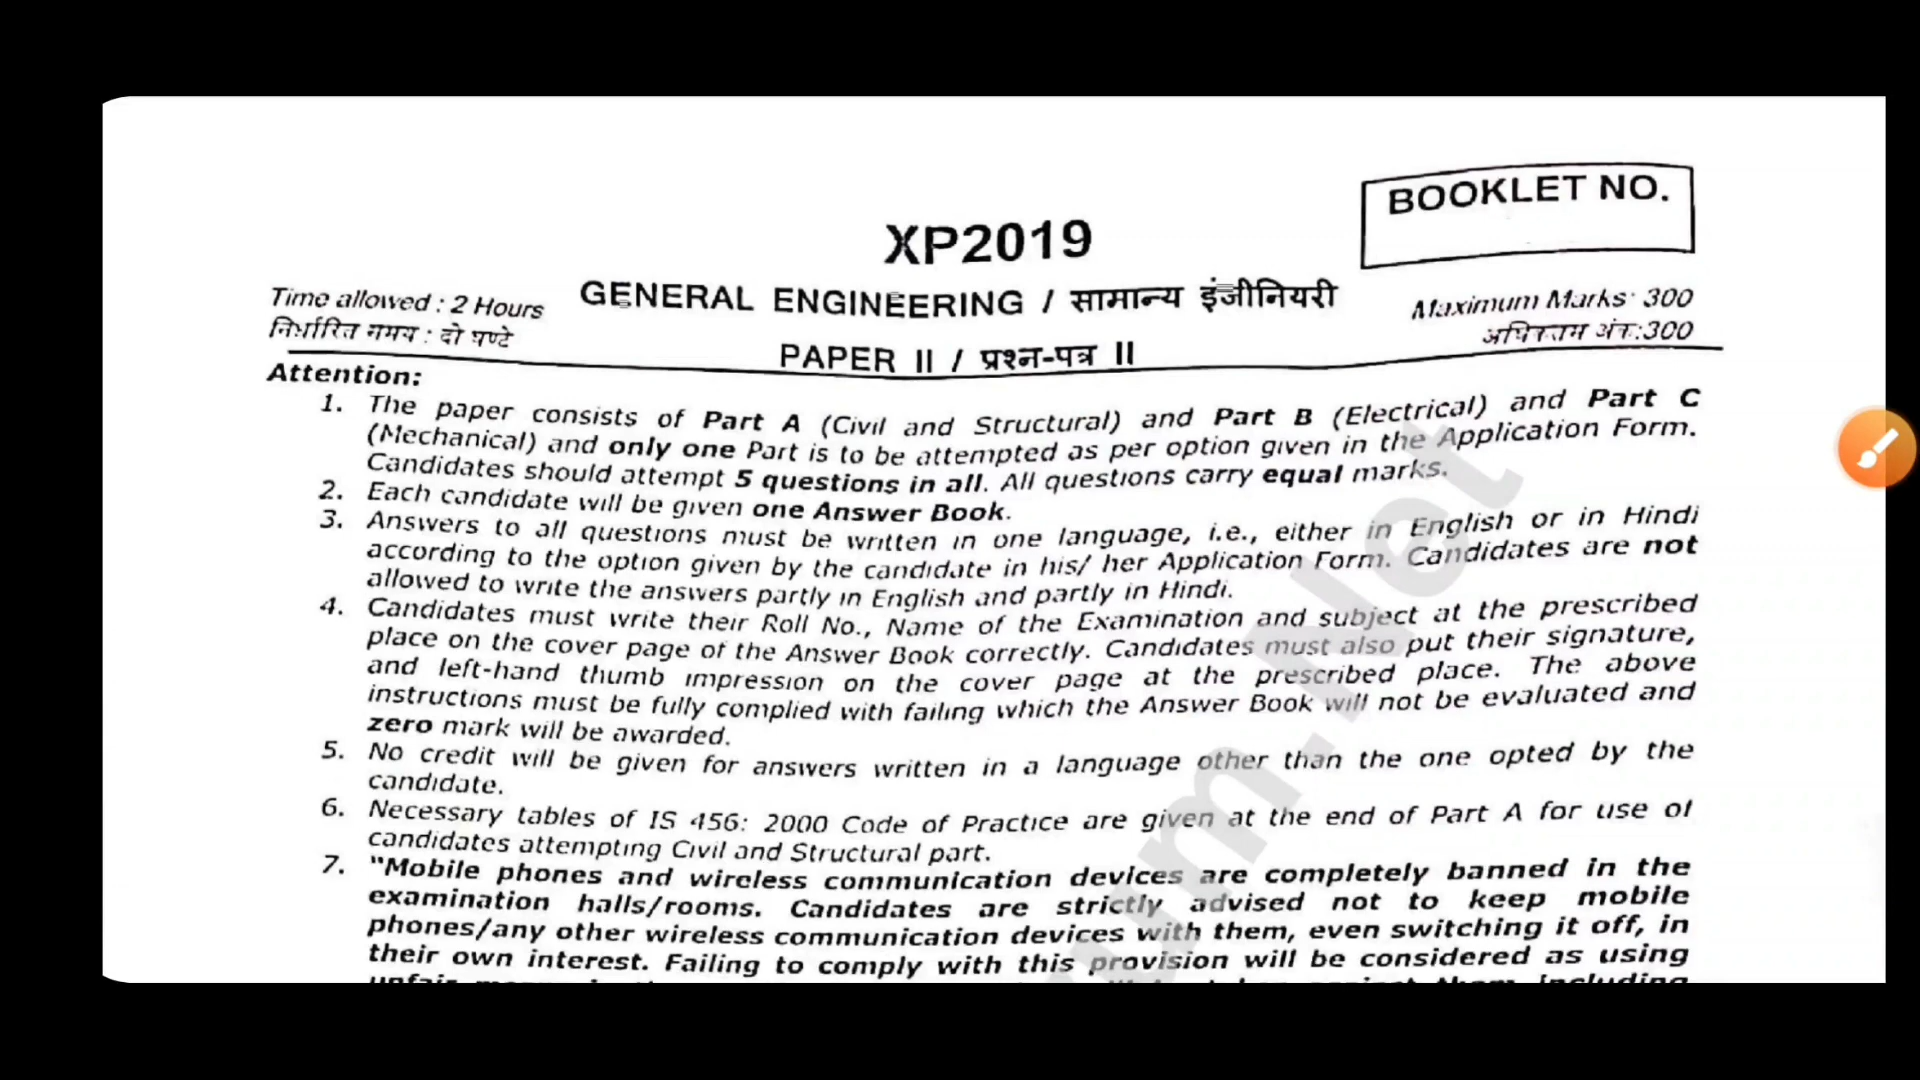 BOOKLET NO.
XP2019
GENERAL ENGINEERING / सामान्य इंजीनियरी
Time allowed : 2 Hours
Maximum Marks: 300
निर्धारित समय : दो घण्टे
अधिकतम अंक:300
PAPER II / प्रश्न-पत्र II
Attention:
1. The paper consists of Part A (Civil and Structural) and Part B (Electrical) and Part C
(Mechanical) and only one Part is to be attempted as per option given in the Application Form.
Candidates should attempt 5 questions in all. All questions carry equal marks.
2. Each candidate will be given one Answer Book.
3. Answers to all questions must be written in one language, i.e., either in English or in Hindi
according to the option given by the candidate in his/ her Application Form. Candidates are not
allowed to write the answers partly in English and partly in Hindi.
4. Candidates must write their Roll No., Name of the Examination and subject at the prescribed
place on the cover page of the Answer Book correctly. Candidates must also put their signature,
and left-hand thumb impression on the cover page at the prescribed place. The above
instructions must be fully complied with failing which the Answer Book will not be evaluated and
zero mark will be awarded.
5. No credit will be given for answers written in a language other than the one opted by the
candidate.
6. Necessary tables of IS 456: 2000 Code of Practice are given at the end of Part A for use of
candidates attempting Civil and Structural part.
7. "Mobile phones and wireless communication devices are completely banned in the
examination halls/rooms. Candidates are strictly advised not to keep mobile
phones/any other wireless communication devices with them, even switching it off, in
their own interest. Failing to comply with this provision will be considered as using
um.Net